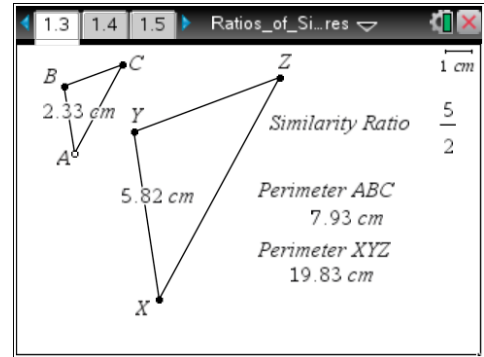 1.3 1.4 1.5 Ratios_of_Si...res
1 cm
B
C
Z
2.33 cm
Y
A
Similarity Ratio 5
2
5.82 cm
Perimeter ABC
7.93 cm
Perimeter XYZ
19.83 cm
X